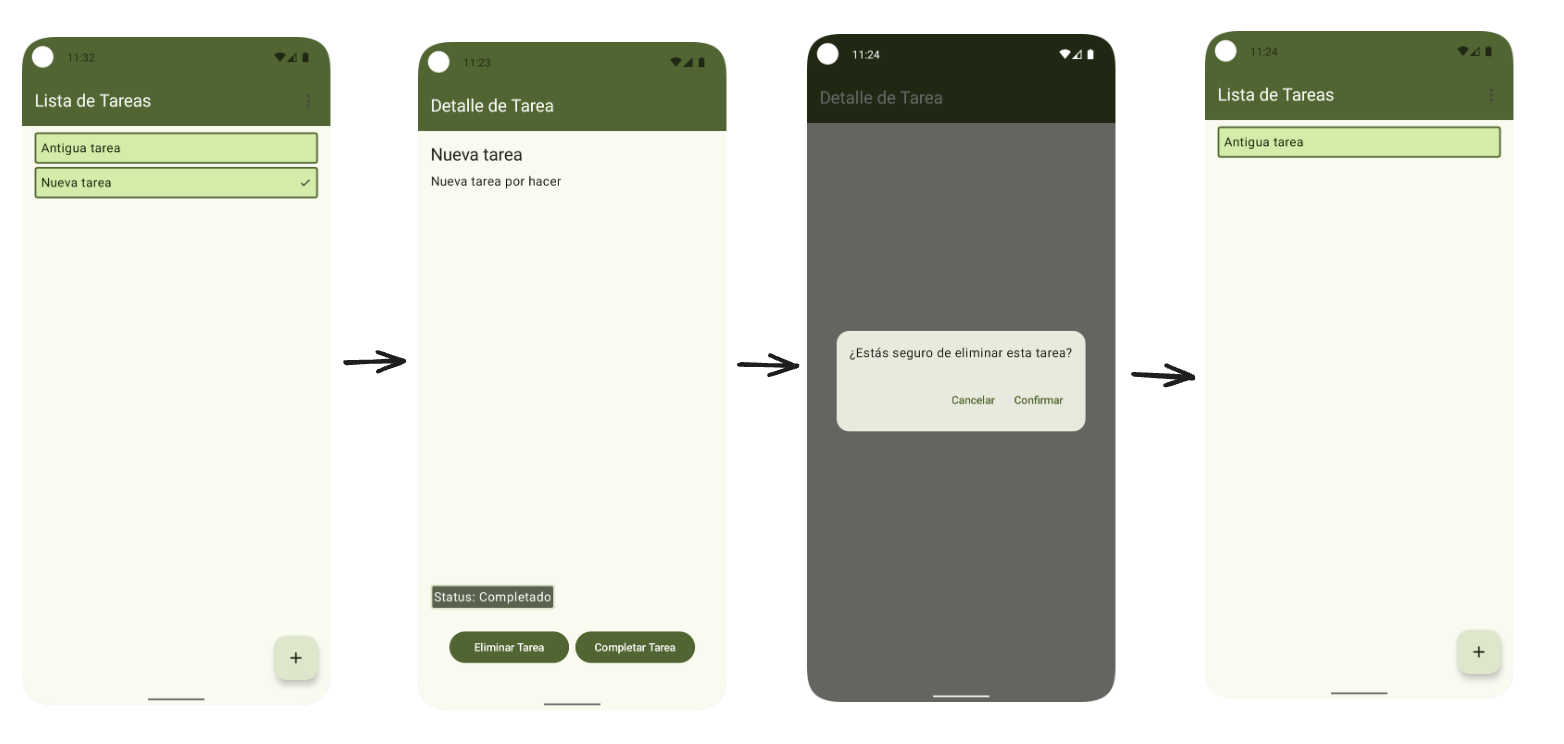 11:32
Lista de Tareas
Antigua tarea
Nueva tarea
11:23
Detalle de Tarea
Nueva tarea
Nueva tarea por hacer
Status: Completado
Eliminar Tarea
Completar Tarea
11:24
Detalle de Tarea
¿Estás seguro de eliminar esta tarea?
Cancelar
Confirmar
11:24
Lista de Tareas
Antigua tarea